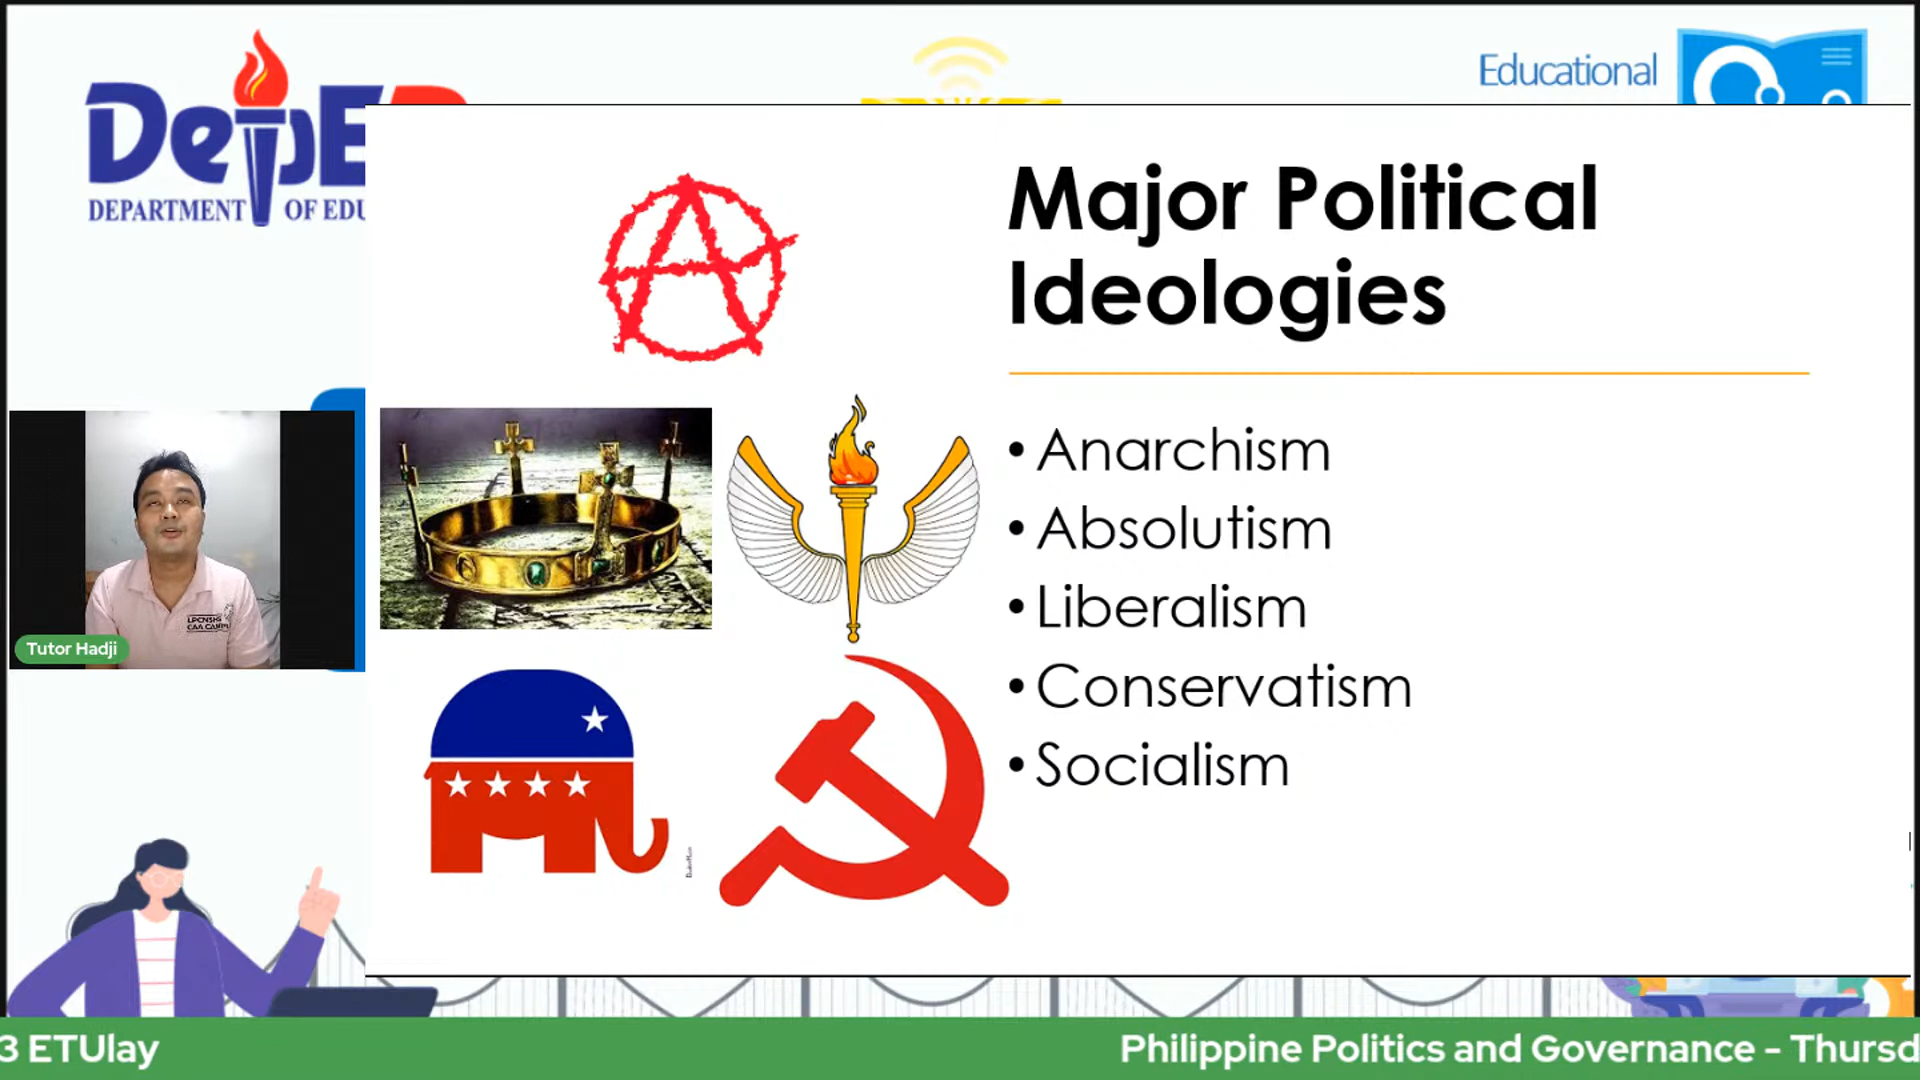 DepE
DEPARTMENT OF EDU
Educational
Major Political
Ideologies
• Anarchism
• Absolutism
• Liberalism
• Conservatism
• Socialism
Tutor Hadji
3 ETUlay
Philippine Politics and Governance - Thursd